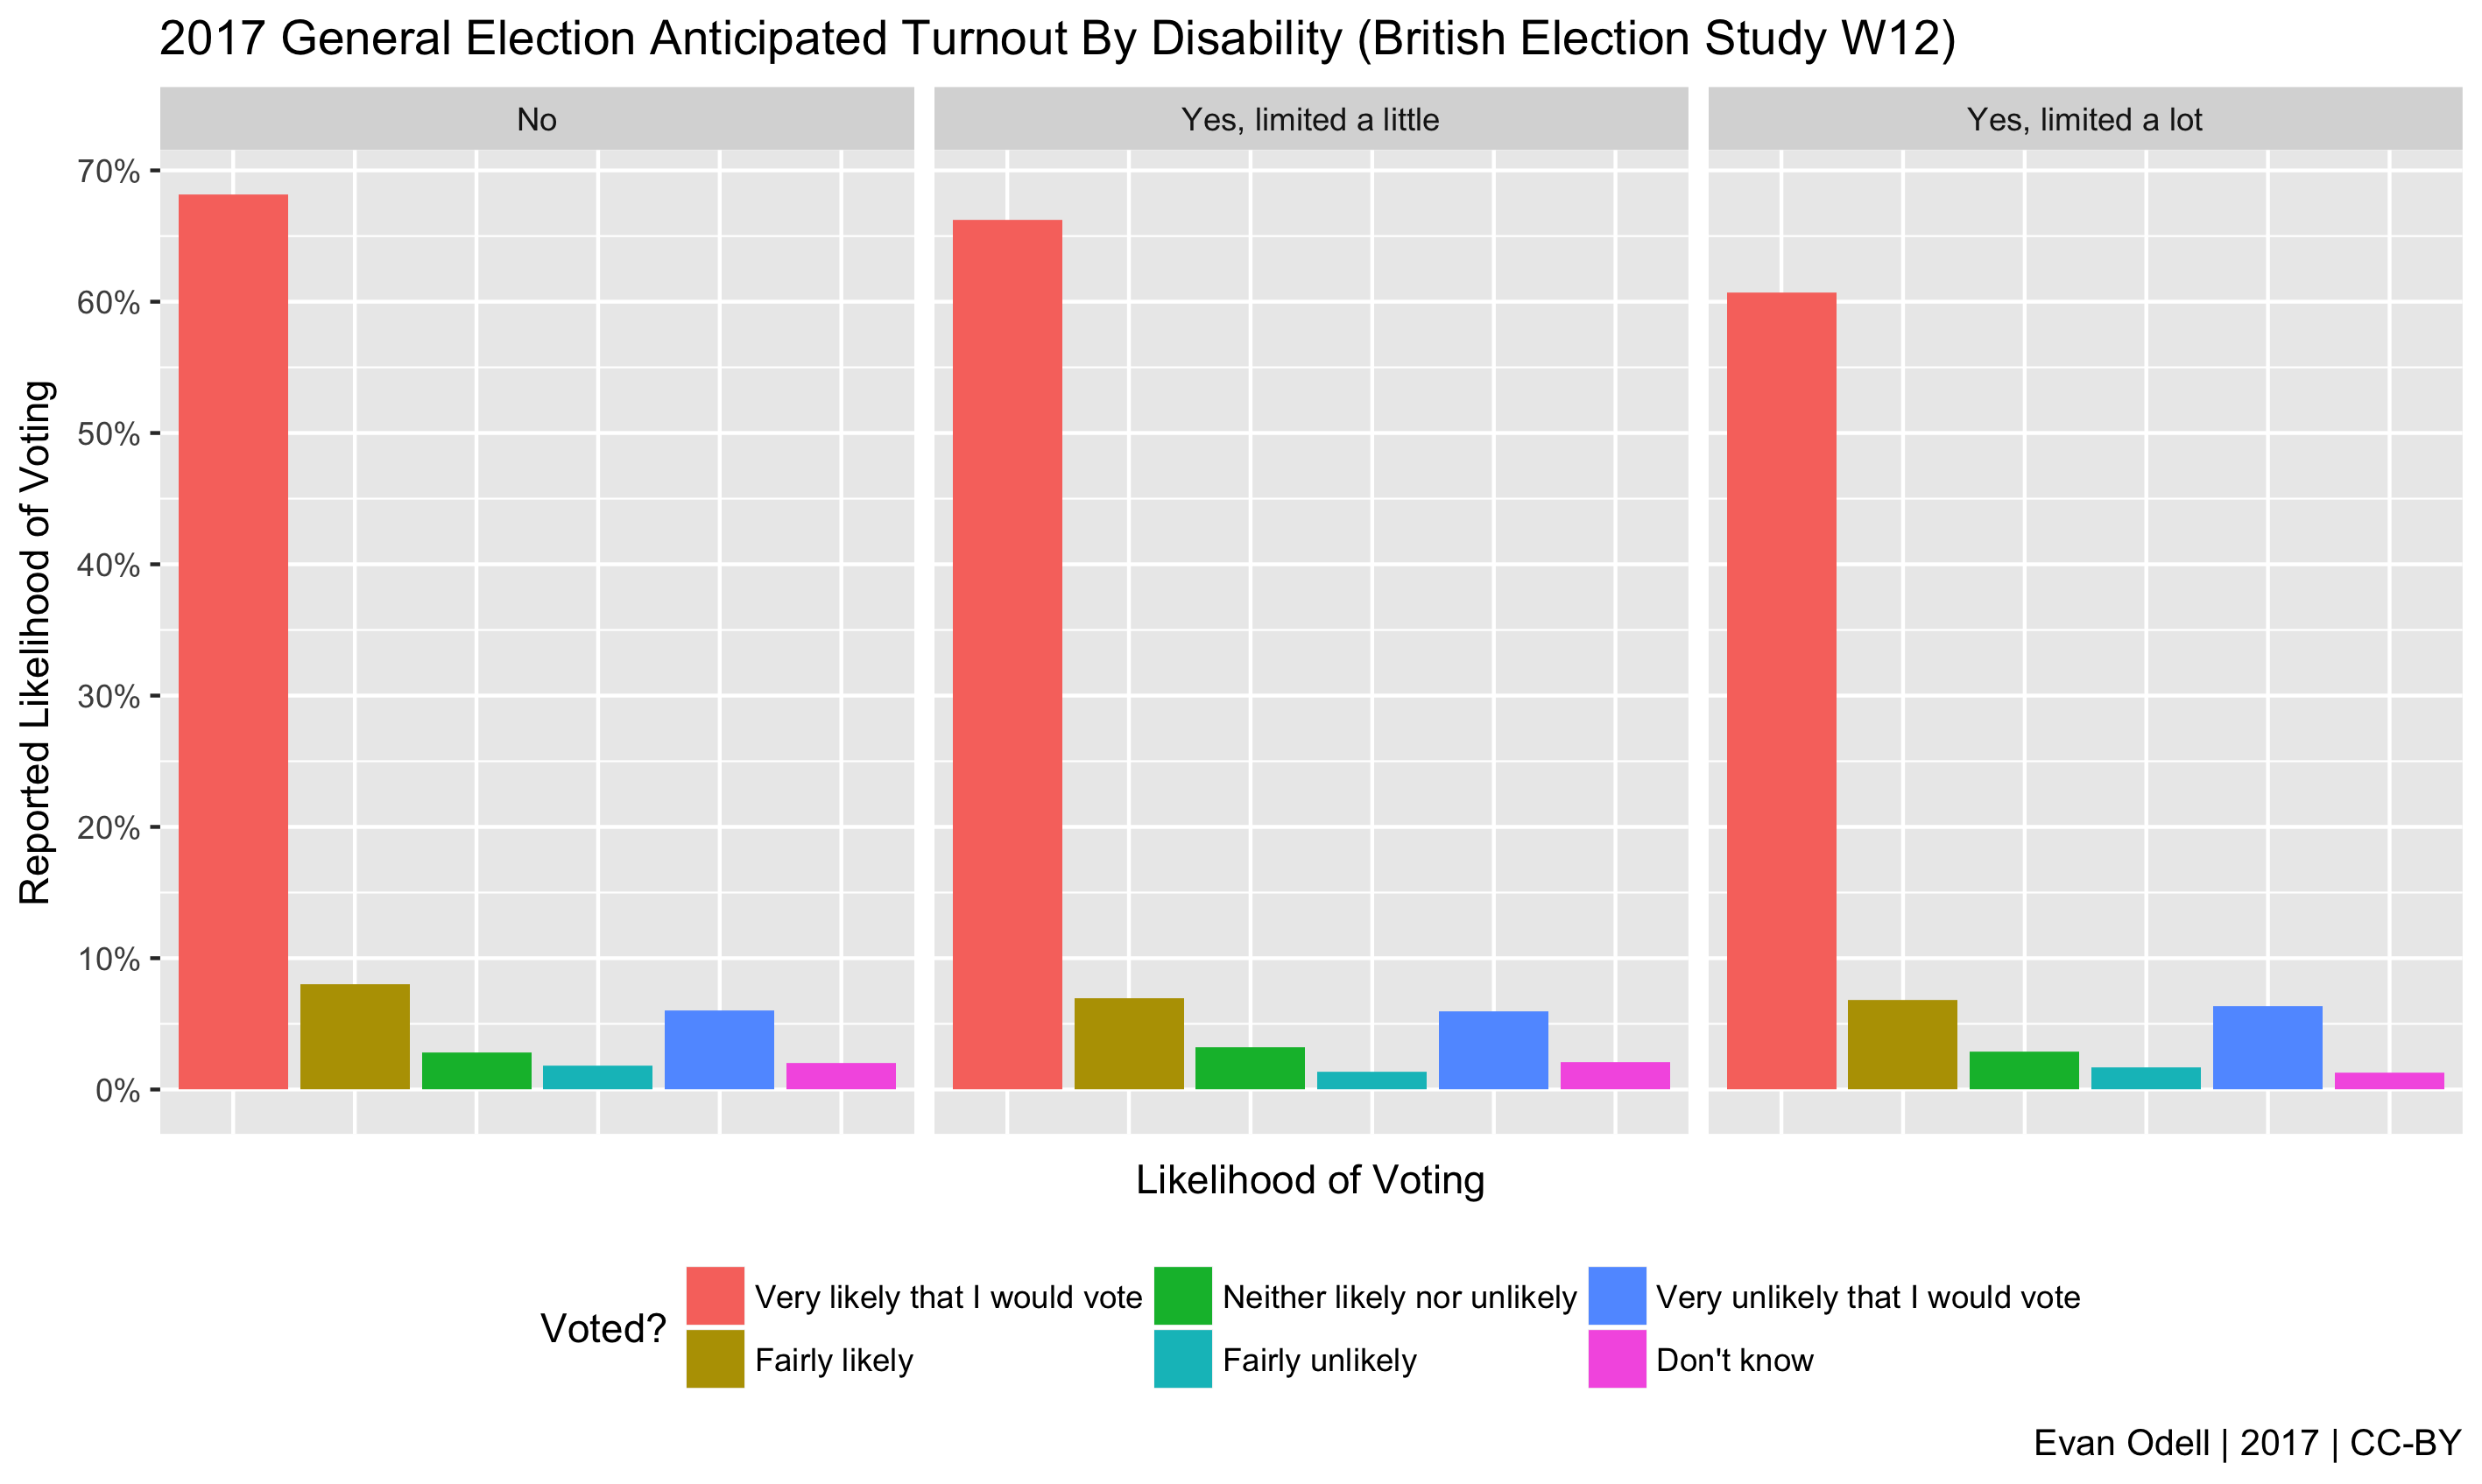 2017 General Election Anticipated Turnout By Disability (British Election Study W12)
No
Yes, limited a little
Yes, limited a lot
Reported Likelihood of Voting
70%
60%
50%
40%
30%
20%
10%
0%
Likelihood of Voting
Voted?
Very likely that I would vote
Neither likely nor unlikely
Very unlikely that I would vote
Fairly likely
Fairly unlikely
Don't know
Evan Odell | 2017 | CC-BY